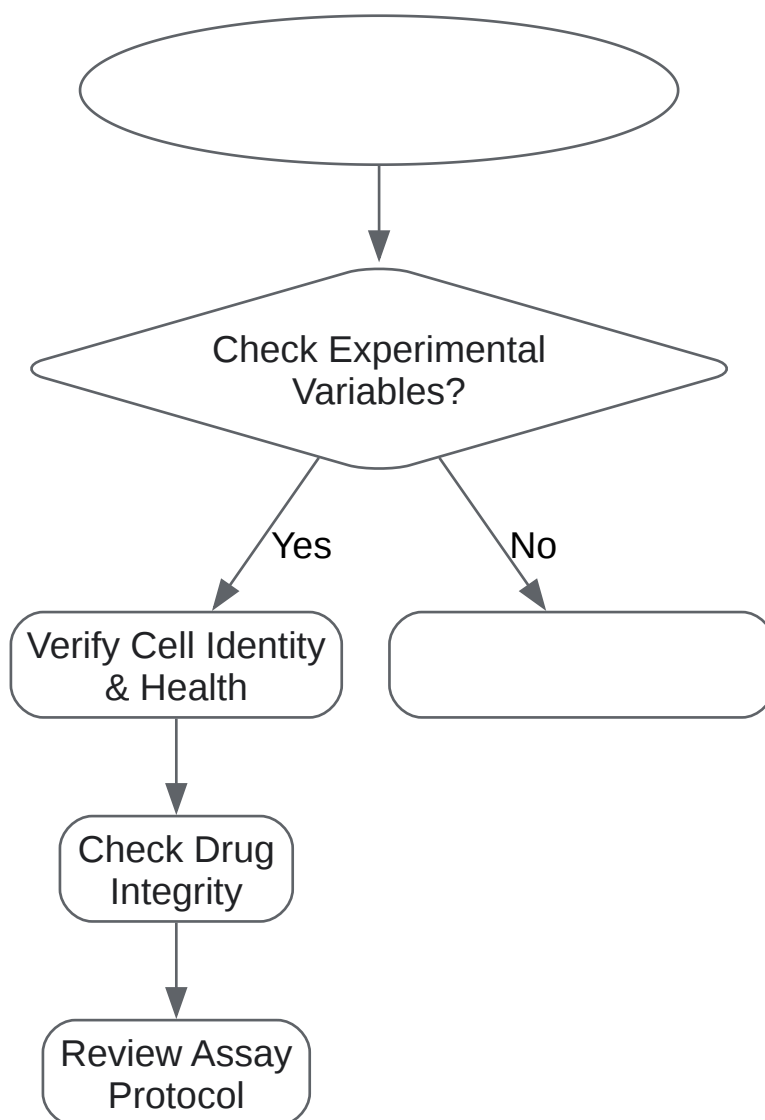 Check Experimental
Variables?
Yes
No
Verify Cell Identity
& Health
Check Drug
Integrity
Review Assay
Protocol